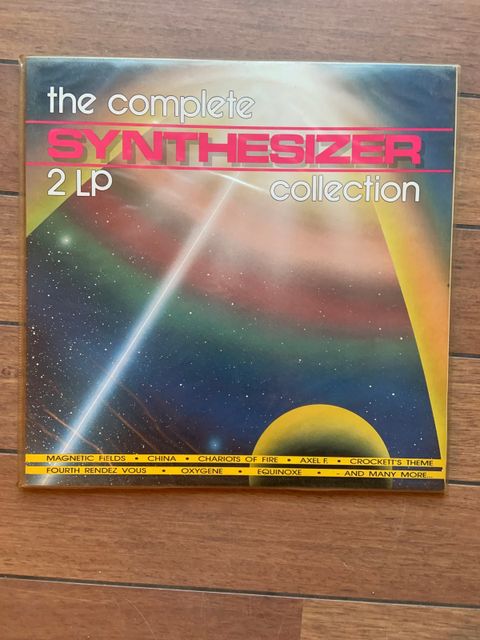 the complete
SYNTHESIZER
2 LP collection
MAGNETIC FIELDS • CHINA • CHARIOTS OF FIRE • AXEL F. • CROCKETT'S THEME
FOURTH RENDEZ VOUS • OXYGENE • EQUINOXE • - AND MANY MORE...